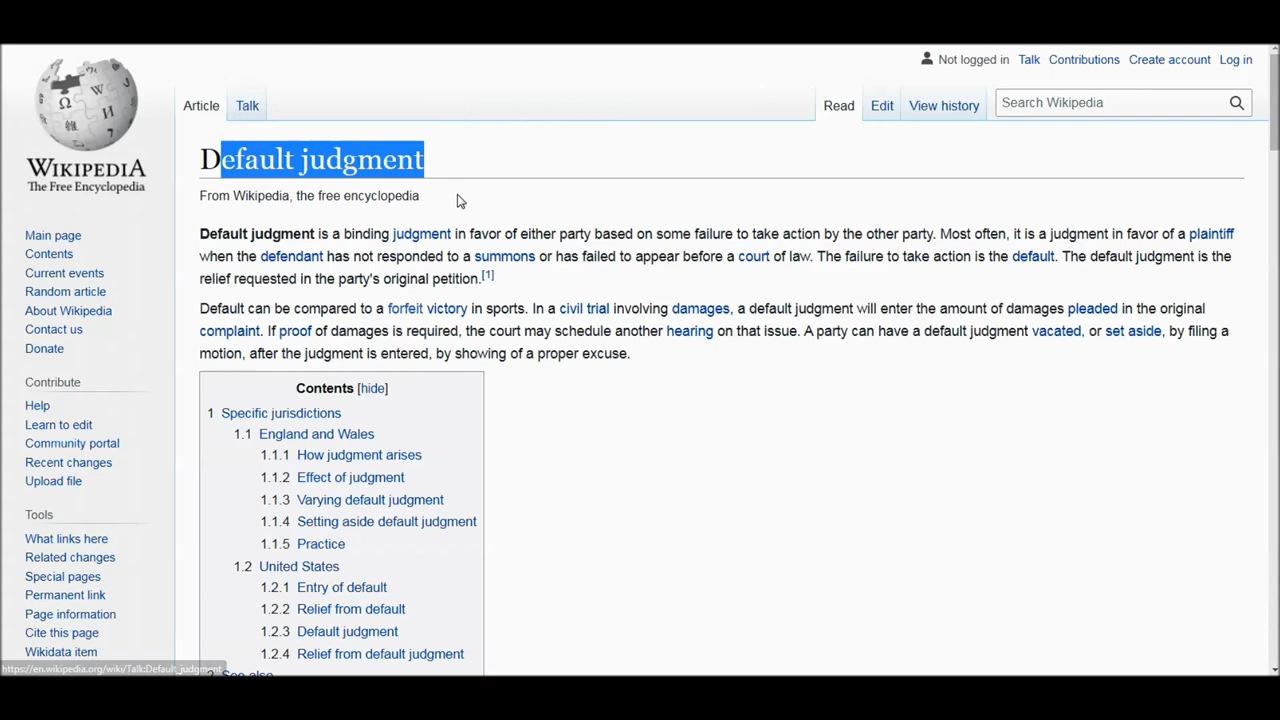 Not logged in Talk Contributions Create account Log in
Article Talk Read Edit View history Search Wikipedia
WIKIPEDIA
The Free Encyclopedia
Default judgment
From Wikipedia, the free encyclopedia
Default judgment is a binding judgment in favor of either party based on some failure to take action by the other party. Most often, it is a judgment in favor of a plaintiff
when the defendant has not responded to a summons or has failed to appear before a court of law. The failure to take action is the default. The default judgment is the
relief requested in the party's original petition.[1]
Default can be compared to a forfeit victory in sports. In a civil trial involving damages, a default judgment will enter the amount of damages pleaded in the original
complaint. If proof of damages is required, the court may schedule another hearing on that issue. A party can have a default judgment vacated, or set aside, by filing a
motion, after the judgment is entered, by showing of a proper excuse.
Contents [hide]
1 Specific jurisdictions
1.1 England and Wales
1.1.1 How judgment arises
1.1.2 Effect of judgment
1.1.3 Varying default judgment
1.1.4 Setting aside default judgment
1.1.5 Practice
1.2 United States
1.2.1 Entry of default
1.2.2 Relief from default
1.2.3 Default judgment
1.2.4 Relief from default judgment
2 See also
Main page
Contents
Current events
Random article
About Wikipedia
Contact us
Donate
Contribute
Help
Learn to edit
Community portal
Recent changes
Upload file
Tools
What links here
Related changes
Special pages
Permanent link
Page information
Cite this page
Wikidata item
https://en.wikipedia.org/wiki/Talk:Default_judgment